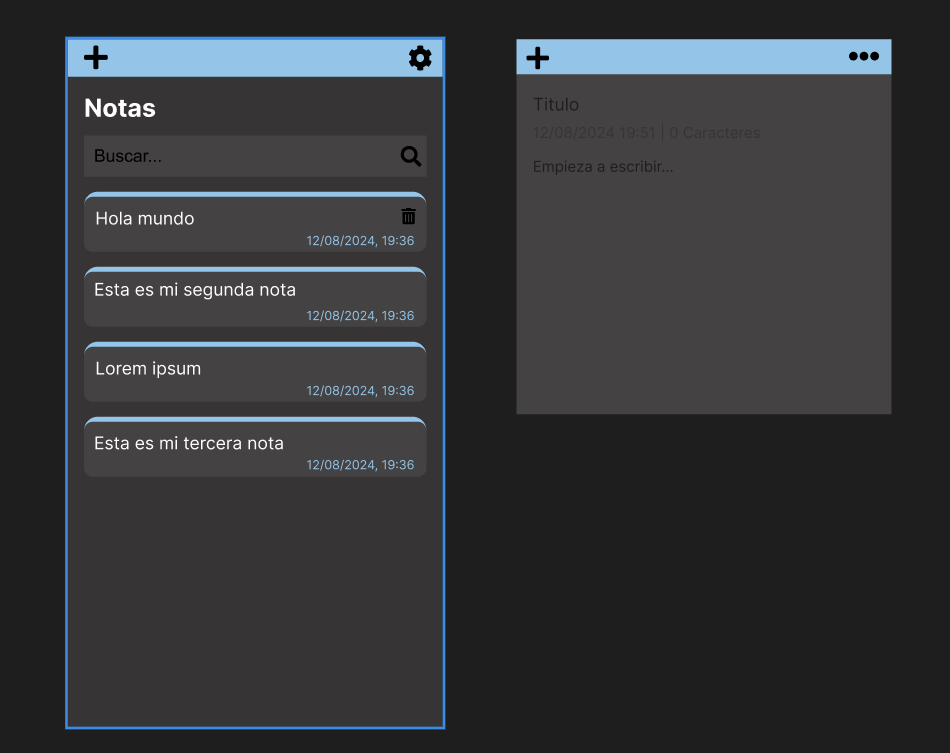 Notas
Buscar...
Hola mundo
12/08/2024, 19:36
Esta es mi segunda nota
12/08/2024, 19:36
Lorem ipsum
12/08/2024, 19:36
Esta es mi tercera nota
12/08/2024, 19:36
Titulo
12/08/2024 19:51 | 0 Caracteres
Empieza a escribir...